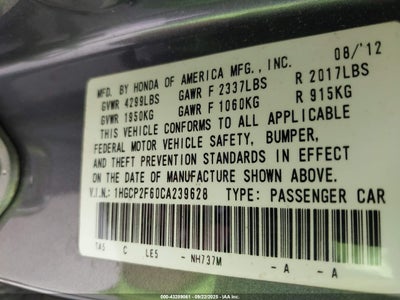 MFD. BY HONDA OF AMERICA MFG., INC. 08/'12
GVWR 4299LBS GAWR F 2337LBS R 2017LBS
GVWR 1950KG GAWR F 1060KG R 915KG
THIS VEHICLE CONFORMS TO ALL APPLICABLE
FEDERAL MOTOR VEHICLE SAFETY, BUMPER,
AND THEFT PREVENTION STANDARDS IN EFFECT
ON THE DATE OF MANUFACTURE SHOWN ABOVE.
V.I.N.: 1HGCP2F60CA239628 TYPE: PASSENGER CAR
TA5 C LE5 - NH737M - A - A